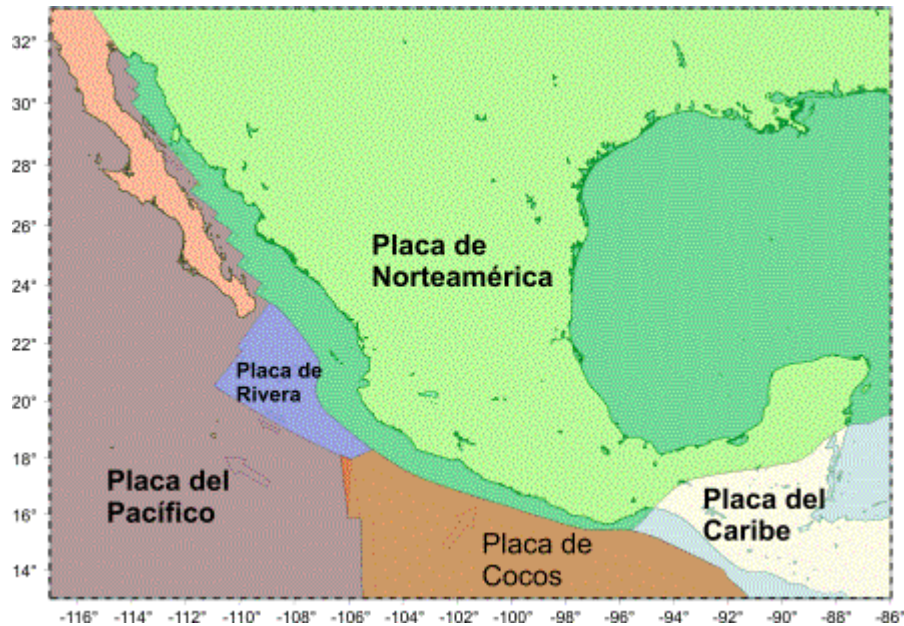 32°
30°
28°
26°
24°
22°
20°
18°
16°
14°
Placa de
Norteamérica
Placa de
Rivera
Placa del
Pacífico
Placa del
Caribe
Placa de
Cocos
-116° -114° -112° -110° -108° -106° -104° -102° -100° -98° -96° -94° -92° -90° -88° -86°